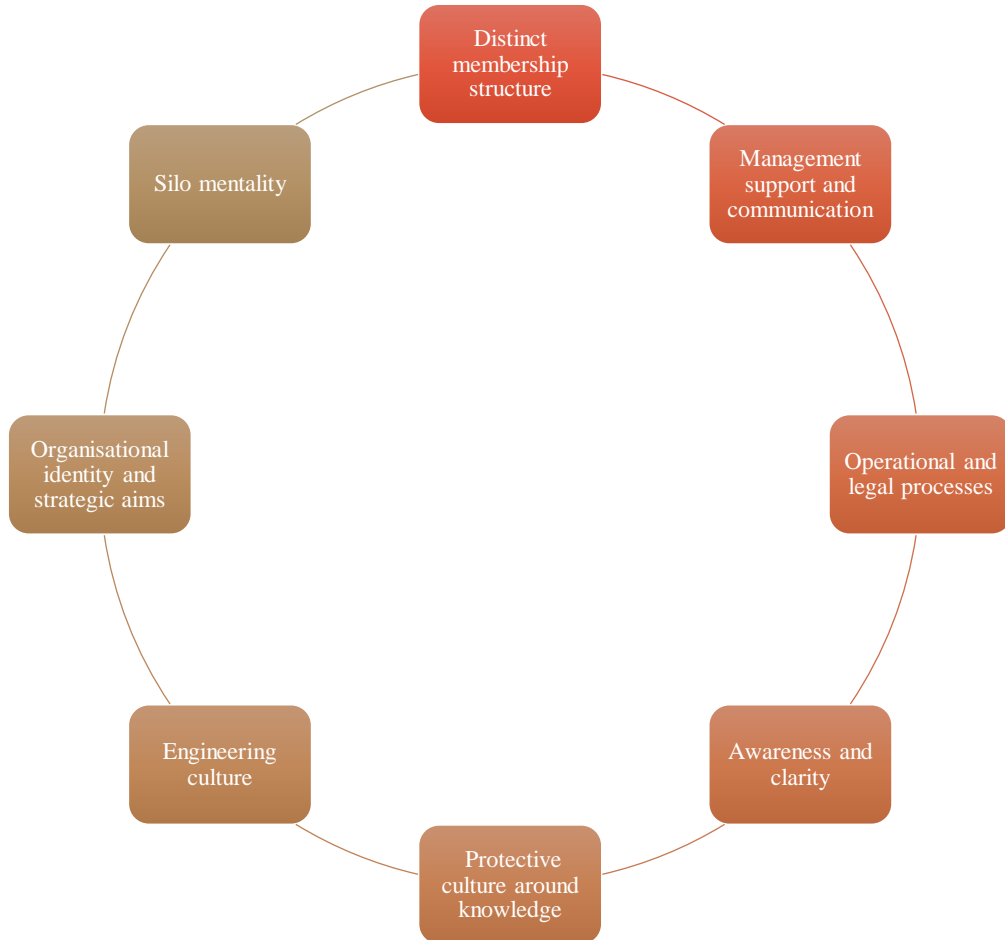 Distinct
membership
structure
Management
support and
communication
Operational and
legal processes
Awareness and
clarity
Protective
culture around
knowledge
Engineering
culture
Organisational
identity and
strategic aims
Silo mentality